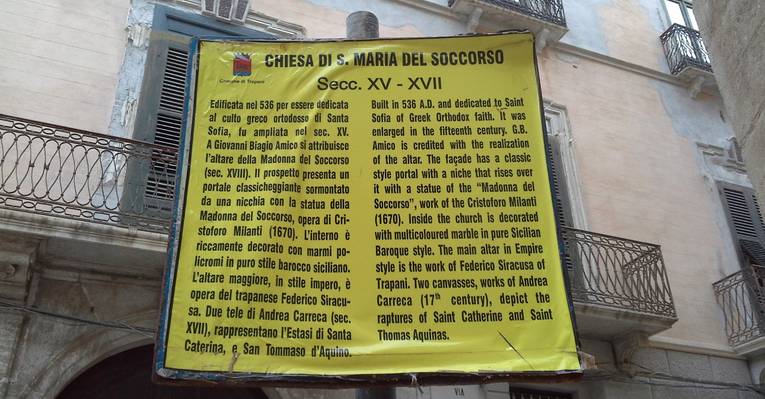 Comune di Trapani
CHIESA DI S. MARIA DEL SOCCORSO
Secc. XV - XVII
Edificata nel 536 per essere dedicata
al culto greco ortodosso di Santa
Sofia, fu ampliata nel sec. XV.
A Giovanni Biagio Amico si attribuisce
l'altare della Madonna del Soccorso
(sec. XVIII). Il prospetto presenta un
portale classicheggiante sormontato
da una nicchia con la statua della
Madonna del Soccorso, opera di Cri-
stoforo Milanti (1670). L'interno è
riccamente decorato con marmi po-
licromi in puro stile barocco siciliano.
L'altare maggiore, in stile impero, è
opera del trapanese Federico Siracu-
sa. Due tele di Andrea Carreca (sec.
XVII), rappresentano l'Estasi di Santa
Caterina, e San Tommaso d'Aquino.
Built in 536 A.D. and dedicated to Saint
Sofia of Greek Orthodox faith. It was
enlarged in the fifteenth century. G.B.
Amico is credited with the realization
of the altar. The façade has a classic
style portal with a niche that rises over
it with a statue of the "Madonna del
Soccorso", work of the Cristoforo Milanti
(1670). Inside the church is decorated
with multicoloured marble in pure Sicilian
Baroque style. The main altar in Empire
style is the work of Federico Siracusa of
Trapani. Two canvasses, works of Andrea
Carreca (17th century), depict the
raptures of Saint Catherine and Saint
Thomas Aquinas.
VIA